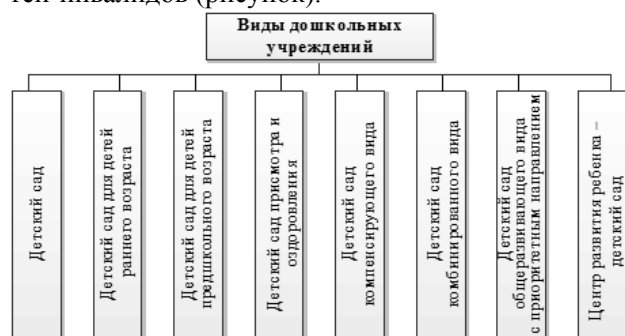 тей-инвалидов (рисунок).
Виды дошкольных
учреждений
Детский сад
Детский сад для детей
раннего возраста
Детский сад для детей
предшкольного возраста
Детский сад присмотра и
оздоровления
Детский сад
компенсирующего вида
Детский сад
комбинированного вида
Детский сад
общеразвивающего вида
с приоритетным направлением
Центр развития ребенка –
детский сад